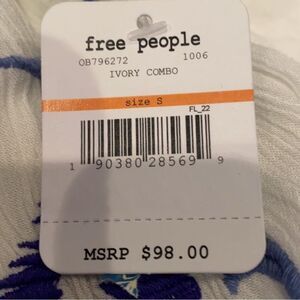 free people
OB796272 1006
IVORY COMBO
size S
FL_22
1 90380 28569 9
MSRP $98.00